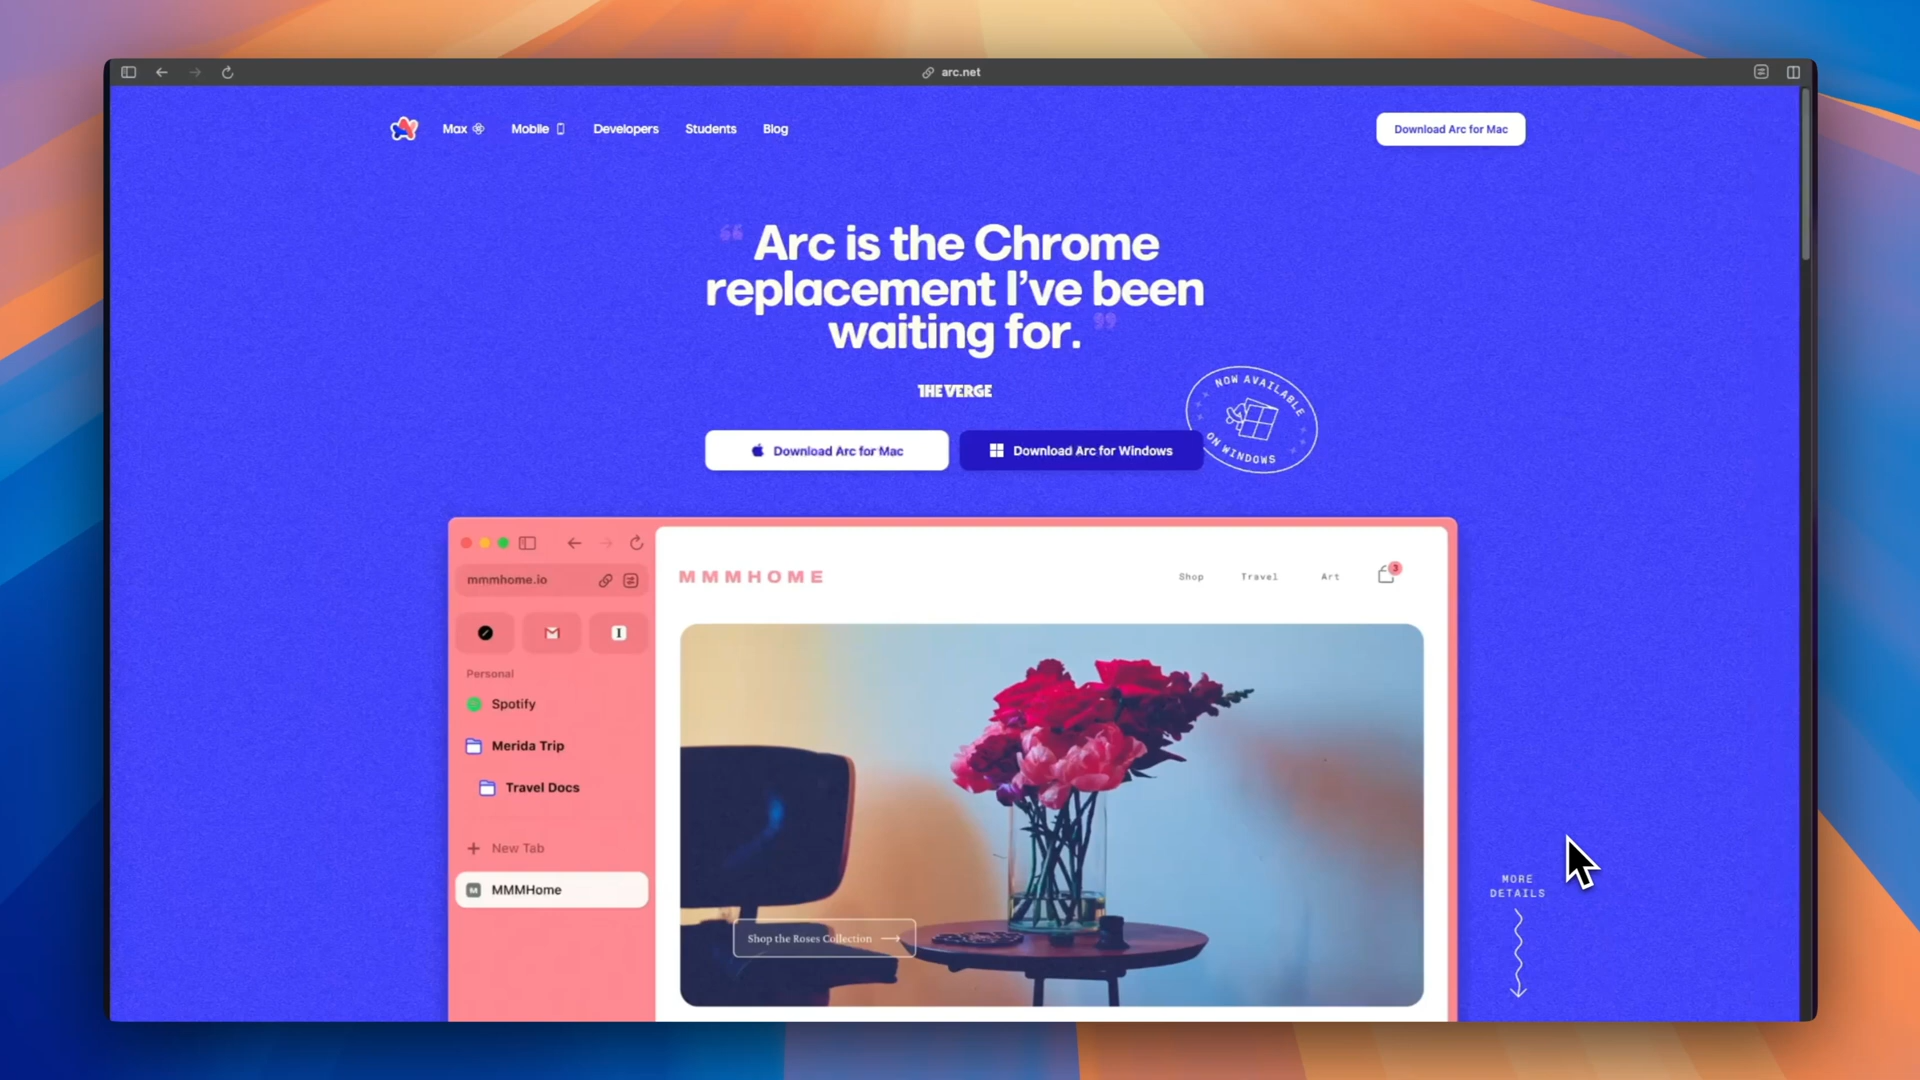 arc.net
Max
Mobile
Developers
Students
Blog
Download Arc for Mac
“ Arc is the Chrome
replacement I’ve been
waiting for. ”
THE VERGE
NOW AVAILABLE
ON WINDOWS
Download Arc for Mac
Download Arc for Windows
mmmhome.io
Personal
Spotify
Merida Trip
Travel Docs
New Tab
M
MMMHome
MMMHOME
Shop
Travel
Art
3
Shop the Roses Collection
MORE
DETAILS